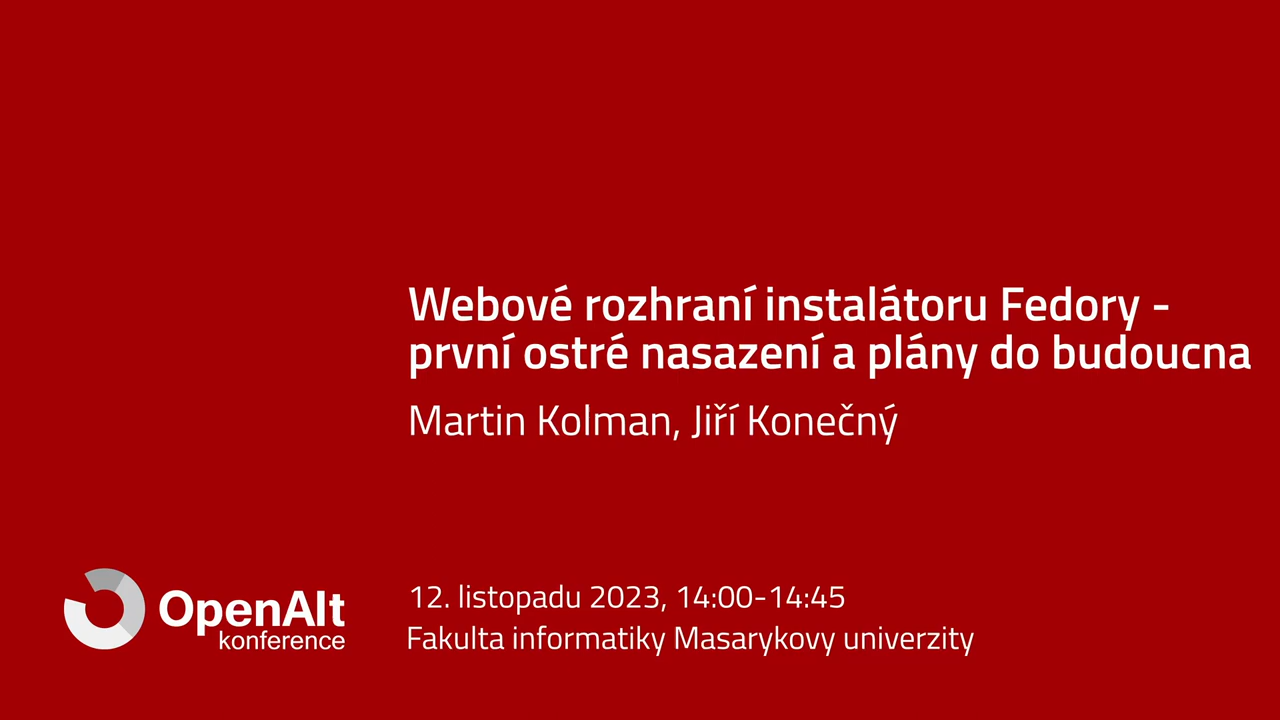 Webové rozhraní instalátoru Fedory -
první ostré nasazení a plány do budoucna
Martin Kolman, Jiří Konečný
OpenAlt
konference
12. listopadu 2023, 14:00-14:45
Fakulta informatiky Masarykovy univerzity